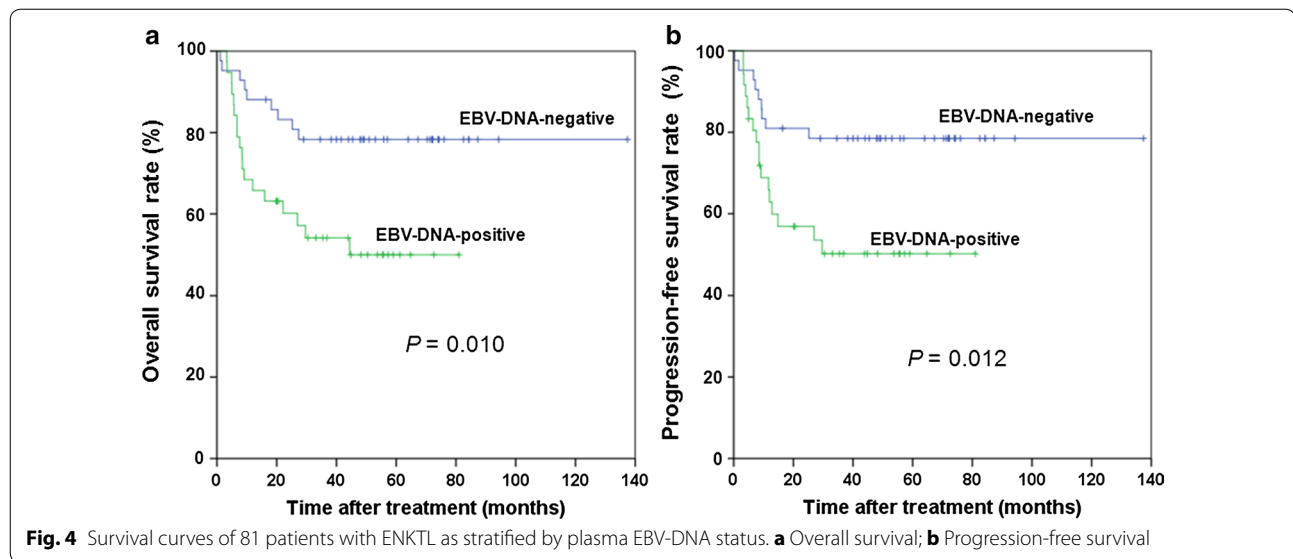 a
100
80
60
40
20
0
Overall survival rate (%)
EBV-DNA-negative
EBV-DNA-positive
P = 0.010
0 20 40 60 80 100 120 140
Time after treatment (months)
b
100
80
60
40
20
0
Progression-free survival rate (%)
EBV-DNA-negative
EBV-DNA-positive
P = 0.012
0 20 40 60 80 100 120 140
Time after treatment (months)
Fig. 4 Survival curves of 81 patients with ENKTL as stratified by plasma EBV-DNA status. a Overall survival; b Progression-free survival